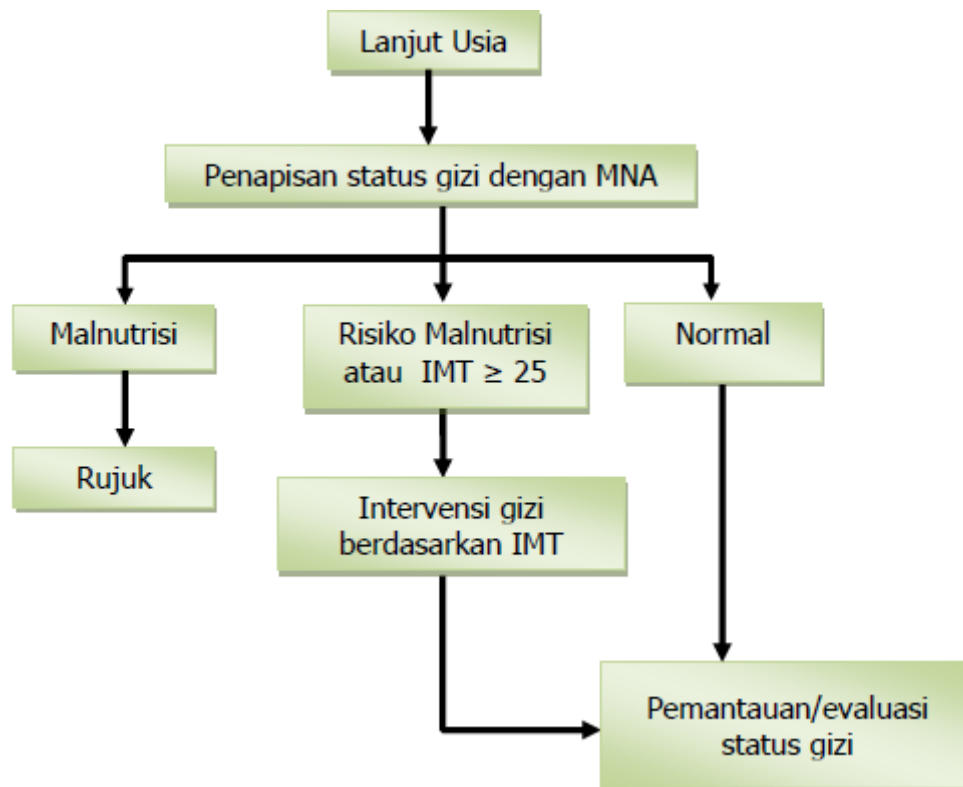 Lanjut Usia
Penapisan status gizi dengan MNA
Malnutrisi
Risiko Malnutrisi
atau IMT ≥ 25
Normal
Rujuk
Intervensi gizi
berdasarkan IMT
Pemantauan/evaluasi
status gizi